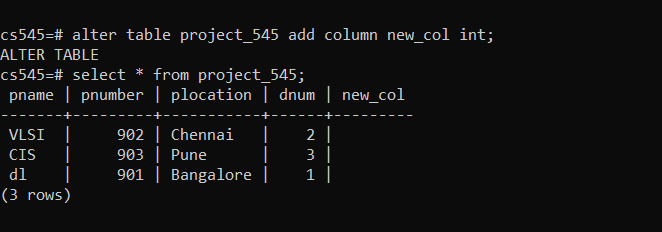 cs545=# alter table project_545 add column new_col int;
ALTER TABLE
cs545=# select * from project_545;
 pname | pnumber | plocation | dnum | new_col
-------+---------+-----------+------+---------
 VLSI  |     902 | Chennai   |    2 |
 CIS   |     903 | Pune      |    3 |
 dl    |     901 | Bangalore |    1 |
(3 rows)